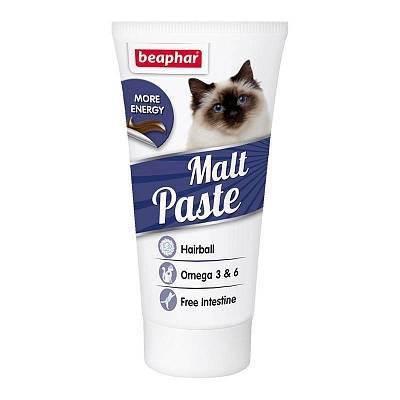 beaphar
MORE
ENERGY
Malt
Paste
Hairball
Omega 3 & 6
Free intestine